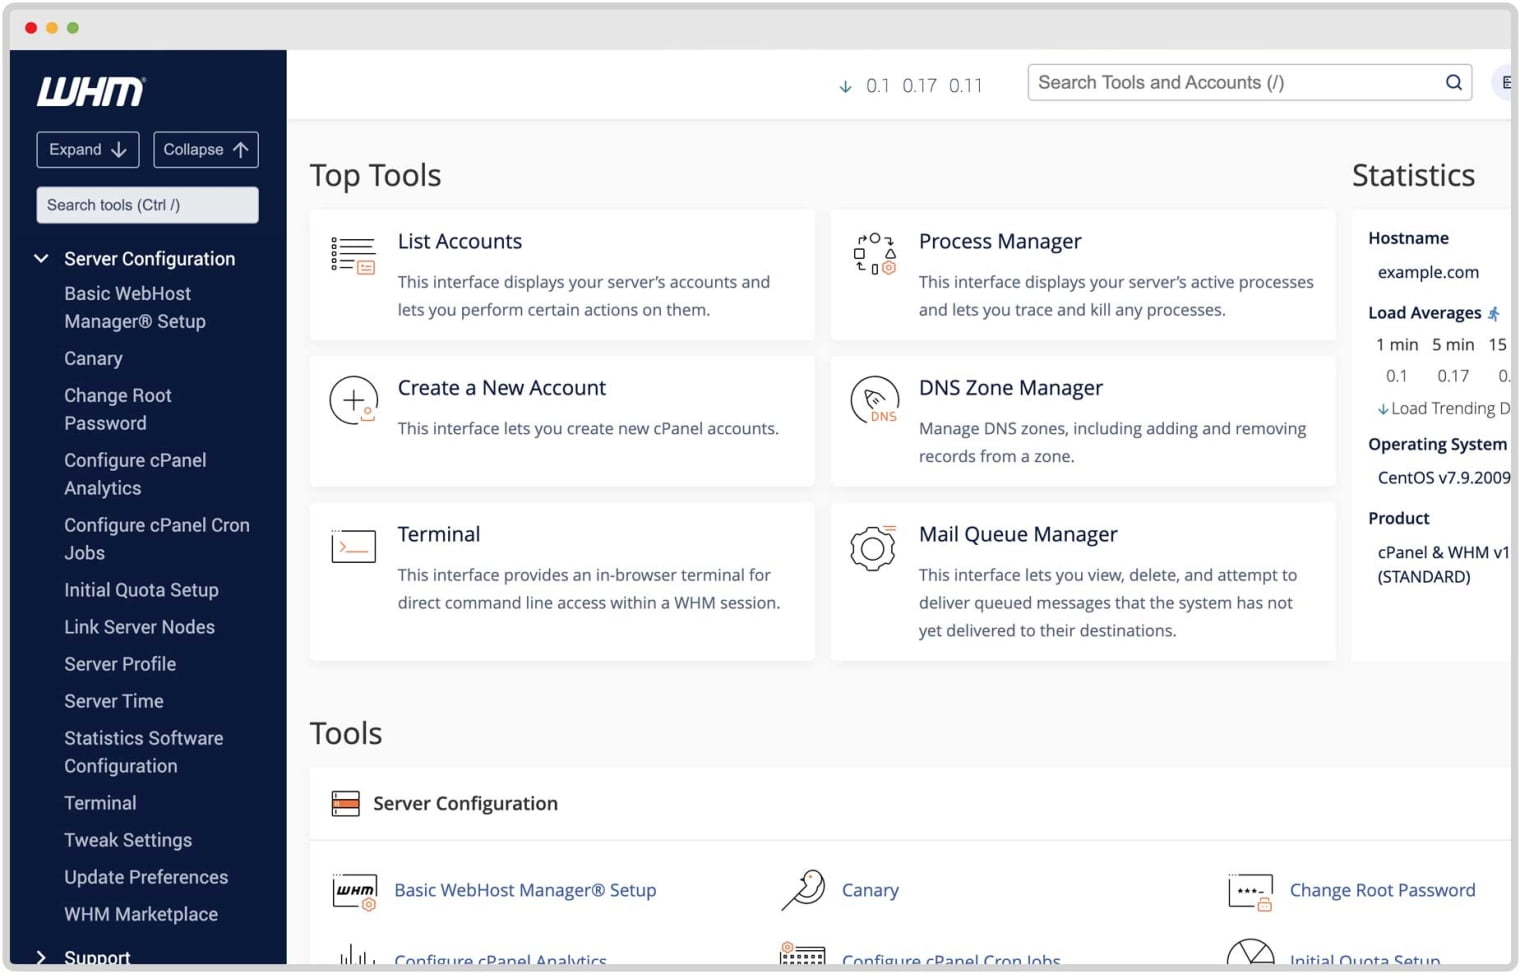 WHM®
Expand
Collapse
Search tools (Ctrl /)
Server Configuration
Basic WebHost
Manager® Setup
Canary
Change Root
Password
Configure cPanel
Analytics
Configure cPanel Cron
Jobs
Initial Quota Setup
Link Server Nodes
Server Profile
Server Time
Statistics Software
Configuration
Terminal
Tweak Settings
Update Preferences
WHM Marketplace
Support
0.1 0.17 0.11
Search Tools and Accounts (/)
Top Tools
List Accounts
This interface displays your server’s accounts and
lets you perform certain actions on them.
Process Manager
This interface displays your server’s active processes
and lets you trace and kill any processes.
Create a New Account
This interface lets you create new cPanel accounts.
DNS
DNS Zone Manager
Manage DNS zones, including adding and removing
records from a zone.
Terminal
This interface provides an in-browser terminal for
direct command line access within a WHM session.
Mail Queue Manager
This interface lets you view, delete, and attempt to
deliver queued messages that the system has not
yet delivered to their destinations.
Statistics
Hostname
example.com
Load Averages
1 min 5 min 15
0.1 0.17 0.
Load Trending D
Operating System
CentOS v7.9.2009
Product
cPanel & WHM v1
(STANDARD)
Tools
Server Configuration
WHM
Basic WebHost Manager® Setup
Canary
Change Root Password
Configure cPanel Analytics
Configure cPanel Cron Jobs
Initial Quota Setup